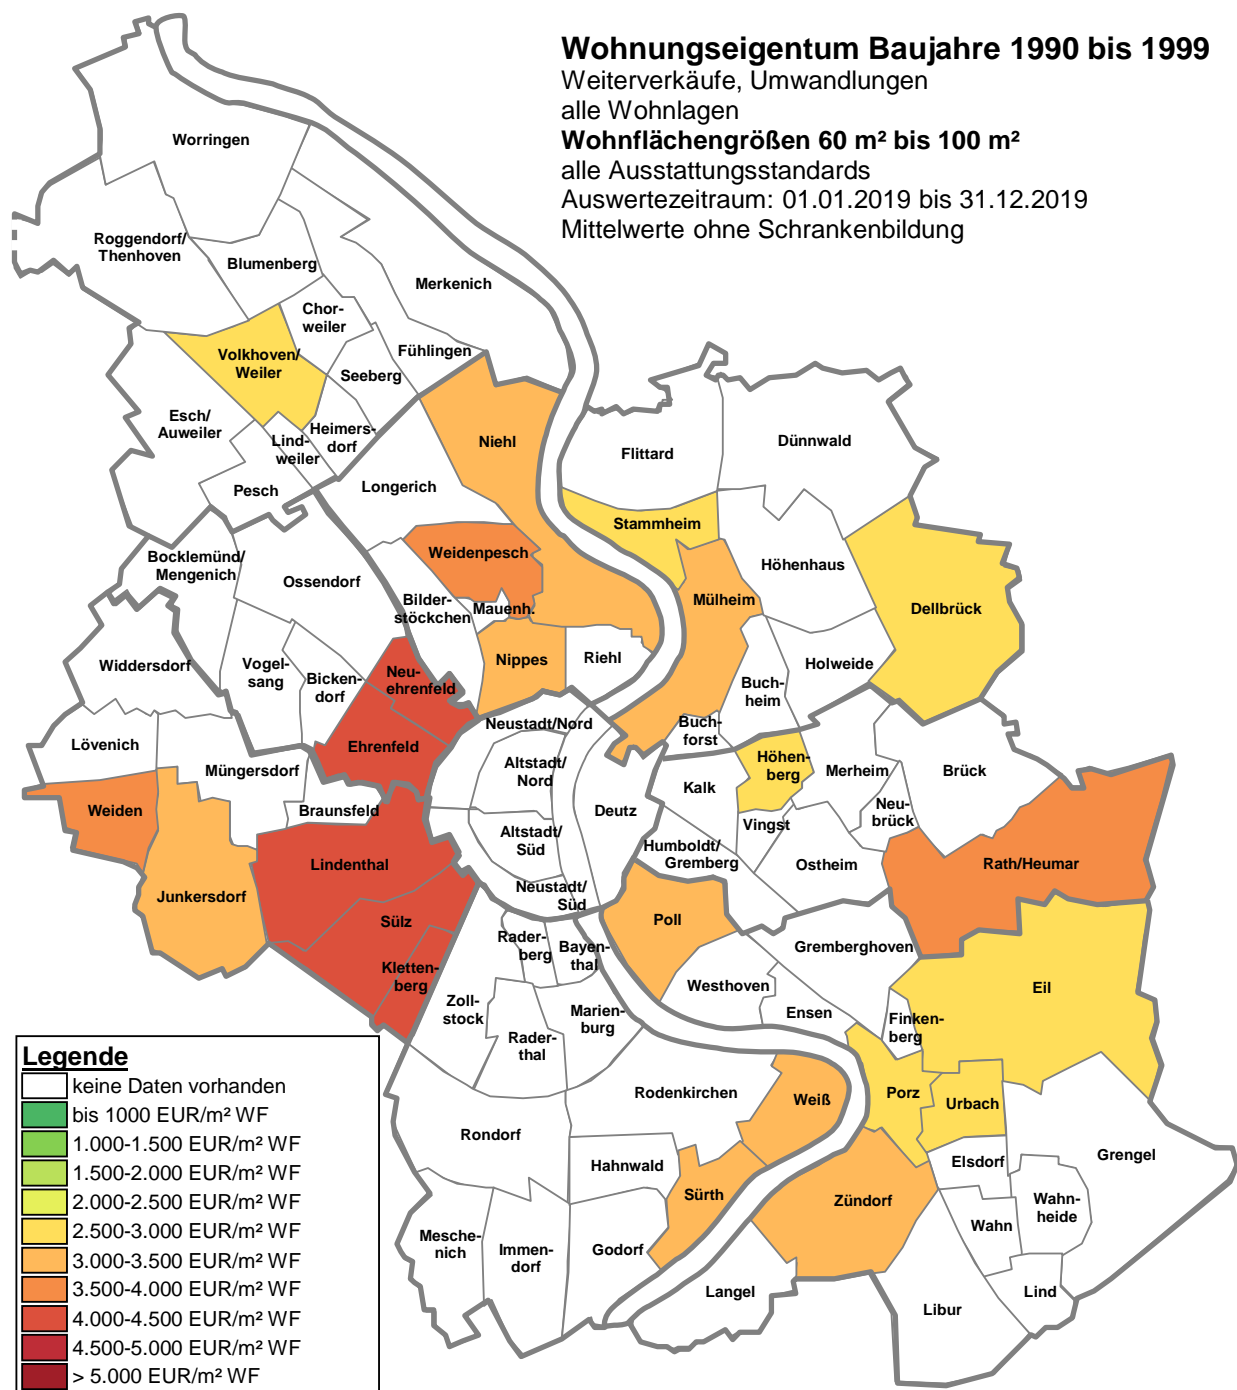 Wohnungseigentum Baujahre 1990 bis 1999
Weiterverkäufe, Umwandlungen
alle Wohnlagen
Wohnflächengrößen 60 m² bis 100 m²
alle Ausstattungsstandards
Auswertezeitraum: 01.01.2019 bis 31.12.2019
Mittelwerte ohne Schrankenbildung
Worringen
Roggendorf/
Thenhoven
Blumenberg
Merkenich
Chor-
weiler
Fühlingen
Volkhoven/
Weiler
Seeberg
Esch/
Auweiler
Heimers-
dorf
Lind-
weiler
Pesch
Niehl
Longerich
Flittard
Dünnwald
Stammheim
Weidenpesch
Bocklemünd/
Mengenich
Ossendorf
Höhenhaus
Bilder-
stöckchen
Mauenh.
Mülheim
Dellbrück
Widdersdorf
Vogel-
sang
Bicken-
dorf
Neu-
ehrenfeld
Nippes
Riehl
Holweide
Buch-
heim
Neustadt/Nord
Buch-
forst
Lövenich
Ehrenfeld
Müngersdorf
Altstadt/
Nord
Höhen-
berg
Merheim
Brück
Kalk
Weiden
Braunsfeld
Deutz
Neu-
brück
Vingst
Altstadt/
Süd
Humboldt/
Gremberg
Lindenthal
Ostheim
Rath/Heumar
Junkersdorf
Neustadt/
Süd
Sülz
Poll
Rader-
berg
Bayen-
thal
Gremberghoven
Kletten-
berg
Westhoven
Eil
Zoll-
stock
Marien-
burg
Ensen
Finken-
berg
Rader-
thal
Rodenkirchen
Weiß
Porz
Urbach
Rondorf
Elsdorf
Grengel
Hahnwald
Sürth
Zündorf
Wahn-
heide
Wahn
Mesche-
nich
Immen-
dorf
Godorf
Langel
Lind
Libur
Legende
keine Daten vorhanden
bis 1000 EUR/m² WF
1.000-1.500 EUR/m² WF
1.500-2.000 EUR/m² WF
2.000-2.500 EUR/m² WF
2.500-3.000 EUR/m² WF
3.000-3.500 EUR/m² WF
3.500-4.000 EUR/m² WF
4.000-4.500 EUR/m² WF
4.500-5.000 EUR/m² WF
> 5.000 EUR/m² WF